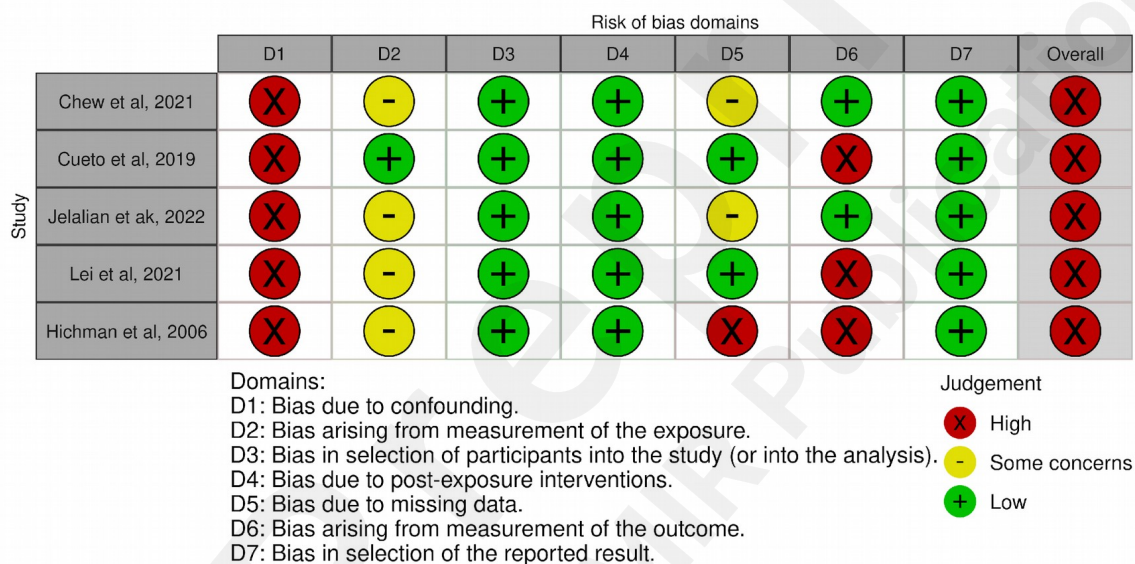 Risk of bias domains
D1 D2 D3 D4 D5 D6 D7 Overall
Study
Chew et al, 2021 X - + + - + + X
Cueto et al, 2019 X + + + + X + X
Jelalian et ak, 2022 X - + + - + + X
Lei et al, 2021 X - + + + X + X
Hichman et al, 2006 X - + + X X + X
Domains:
D1: Bias due to confounding.
D2: Bias arising from measurement of the exposure.
D3: Bias in selection of participants into the study (or into the analysis).
D4: Bias due to post-exposure interventions.
D5: Bias due to missing data.
D6: Bias arising from measurement of the outcome.
D7: Bias in selection of the reported result.
Judgement
X High
- Some concerns
+ Low